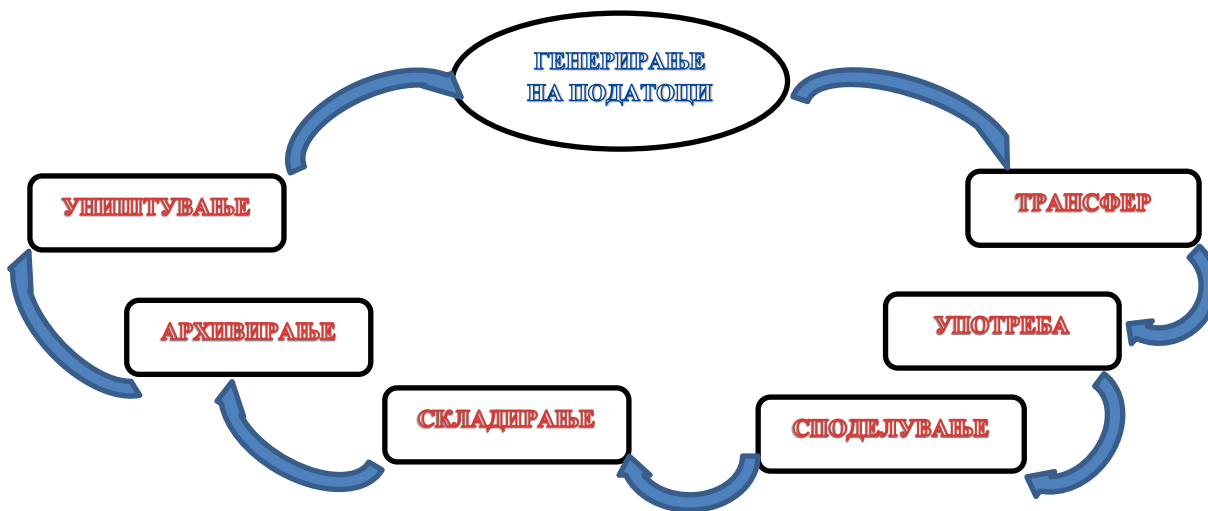 ГЕНЕРИРАЊЕ
НА ПОДАТОЦИ
ТРАНСФЕР
УПОТРЕБА
СПОДЕЛУВАЊЕ
СКЛАДИРАЊЕ
АРХИВИРАЊЕ
УНИШТУВАЊЕ